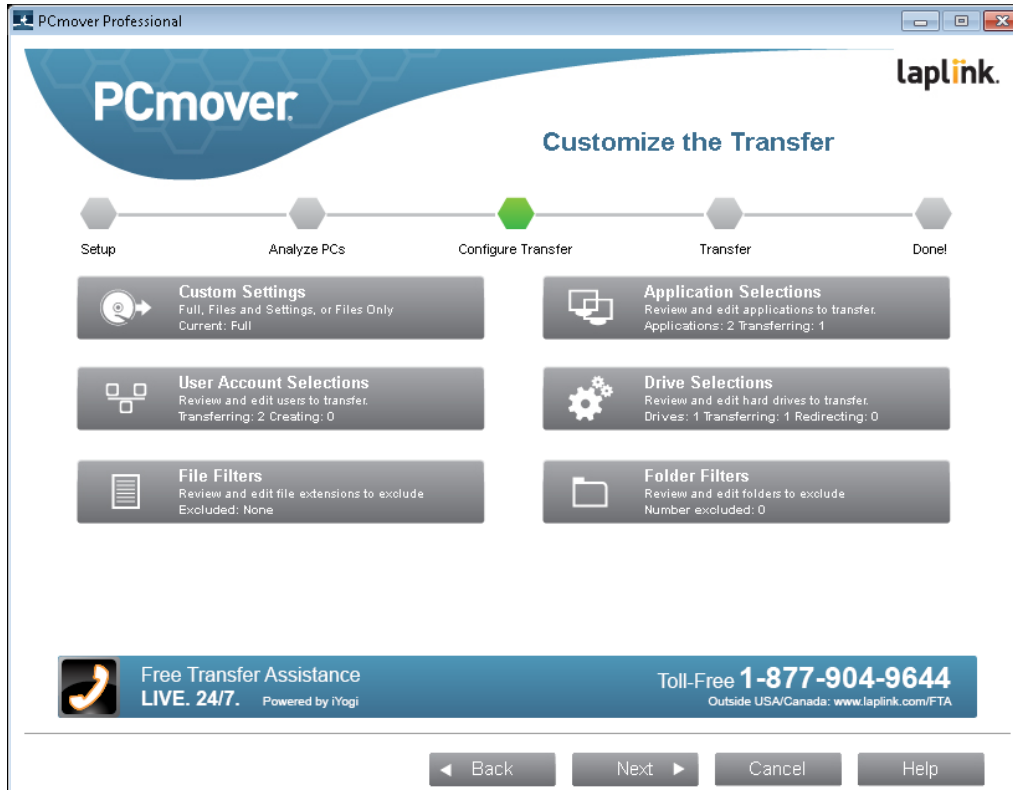 PCmover Professional
laplink.
PCmover
Customize the Transfer
Setup
Analyze PCs
Configure Transfer
Transfer
Done!
Custom Settings
Full, Files and Settings, or Files Only
Current: Full
Application Selections
Review and edit applications to transfer.
Applications: 2 Transferring: 1
User Account Selections
Review and edit users to transfer.
Transferring: 2 Creating: 0
Drive Selections
Review and edit hard drives to transfer.
Drives: 1 Transferring: 1 Redirecting: 0
File Filters
Review and edit file extensions to exclude
Excluded: None
Folder Filters
Review and edit folders to exclude
Number excluded: 0
Free Transfer Assistance
LIVE. 24/7. Powered by iYogi
Toll-Free 1-877-904-9644
Outside USA/Canada: www.laplink.com/FTA
Back
Next
Cancel
Help